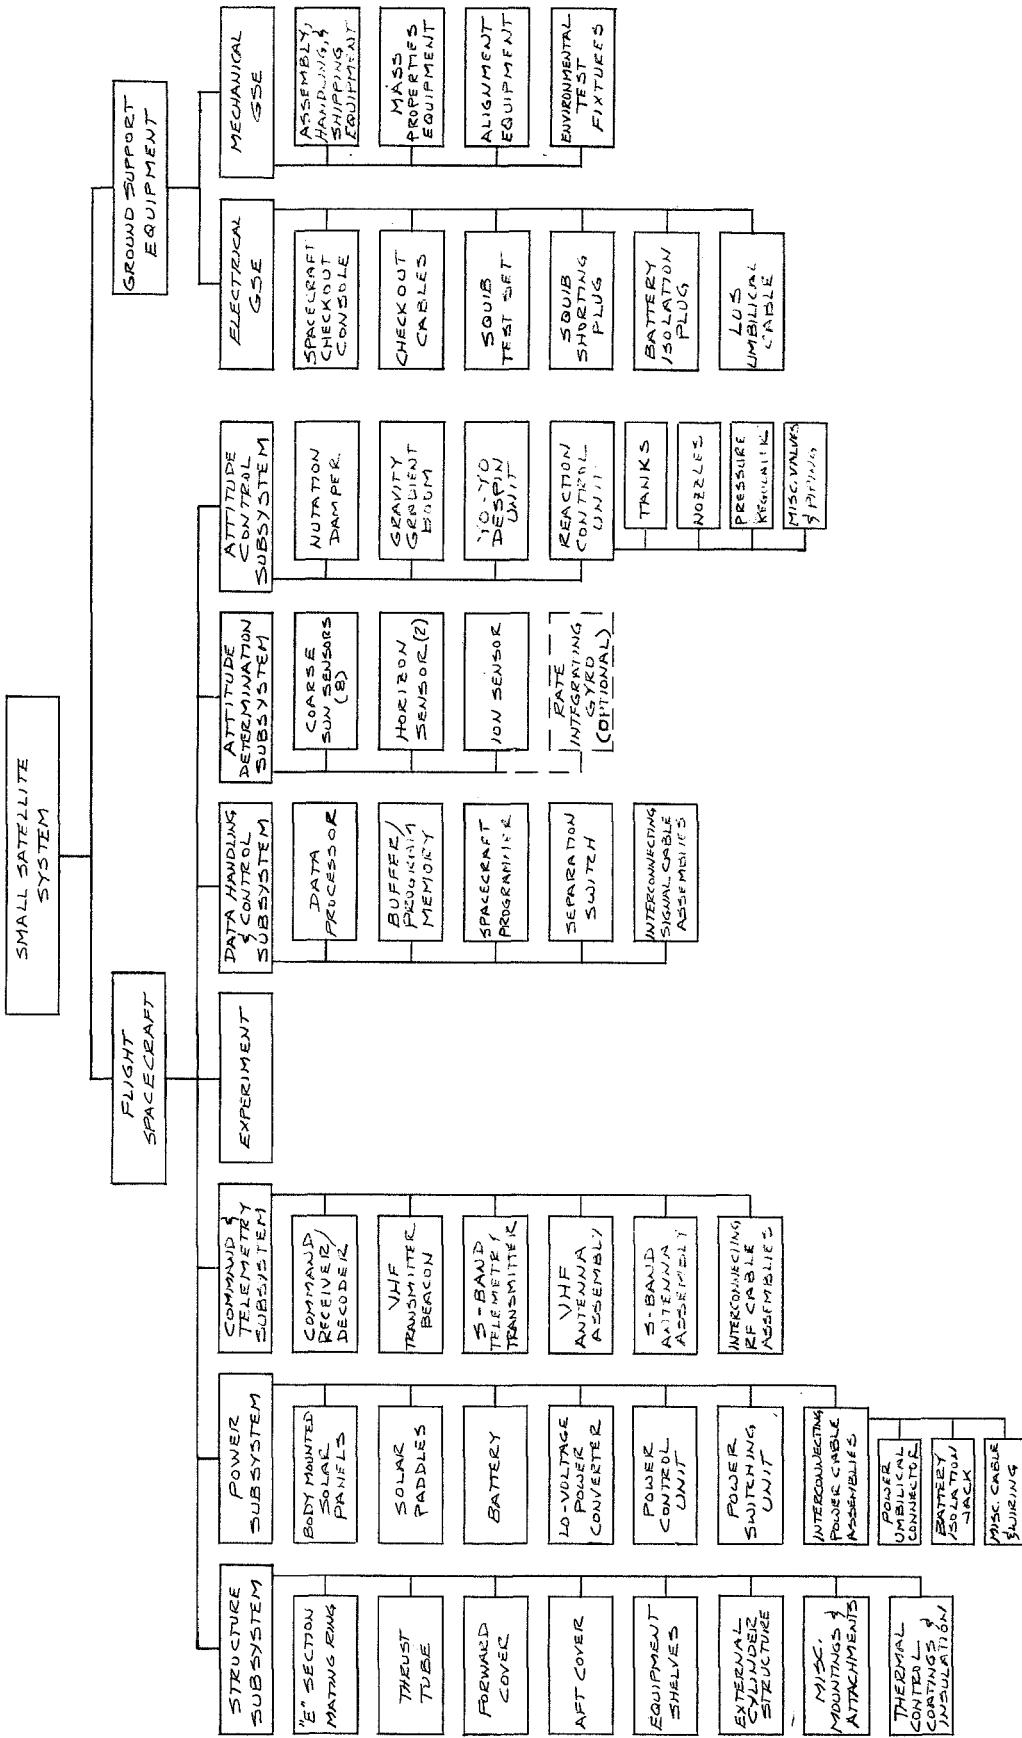 SMALL SATELLITE
SYSTEM
FLIGHT
SPACECRAFT
GROUND SUPPORT
EQUIPMENT
STRUCTURE
SUBSYSTEM
"E" SECTION
MATING RING
THRUST
TUBE
FORWARD
COVER
AFT COVER
EQUIPMENT
SHELVES
EXTERNAL
CYLINDER
STRUCTURE
MISC.
MOUNTINGS &
ATTACHMENTS
THERMAL
CONTROL
COATINGS &
INSULATION
POWER
SUBSYSTEM
BODY MOUNTED
SOLAR
PANELS
SOLAR
PADDLES
BATTERY
LO-VOLTAGE
POWER
CONVERTER
POWER
CONTROL
UNIT
POWER
SWITCHING
UNIT
INTERCONNECTING
POWER CABLE
ASSEMBLIES
POWER
UMBILICAL
CONNECTOR
BATTERY
ISOLATION
JACK
MISC. CABLE
& WIRING
COMMAND &
TELEMETRY
SUBSYSTEM
COMMAND
RECEIVER/
DECODER
VHF
TRANSMITTER
BEACON
S-BAND
TELEMETRY
TRANSMITTER
VHF
ANTENNA
ASSEMBLY
S-BAND
ANTENNA
ASSEMBLY
INTERCONNECTING
RF CABLE
ASSEMBLIES
EXPERIMENT
DATA HANDLING
& CONTROL
SUBSYSTEM
DATA
PROCESSOR
BUFFER/
PROGRAM
MEMORY
SPACECRAFT
PROGRAMMER
SEPARATION
SWITCH
INTERCONNECTING
SIGNAL CABLE
ASSEMBLIES
ATTITUDE
DETERMINATION
SUBSYSTEM
COARSE
SUN SENSORS
(8)
HORIZON
SENSOR (2)
ION SENSOR
RATE
INTEGRATING
GYRO
(OPTIONAL)
ATTITUDE
CONTROL
SUBSYSTEM
NUTATION
DAMPER
GRAVITY
GRADIENT
BOOM
YO-YO
DESPIN
UNIT
REACTION
CONTROL
UNIT
TANKS
NOZZLES
PRESSURE
REGULATOR
MISC. VALVES
& PIPING
ELECTRICAL
GSE
SPACECRAFT
CHECKOUT
CONSOLE
CHECKOUT
CABLES
SQUIB
TEST SET
SQUIB
SHORTING
PLUG
BATTERY
ISOLATION
PLUG
LUS
UMBILICAL
CABLE
MECHANICAL
GSE
ASSEMBLY,
HANDLING, &
SHIPPING
EQUIPMENT
MASS
PROPERTIES
EQUIPMENT
ALIGNMENT
EQUIPMENT
ENVIRONMENTAL
TEST
FIXTURES